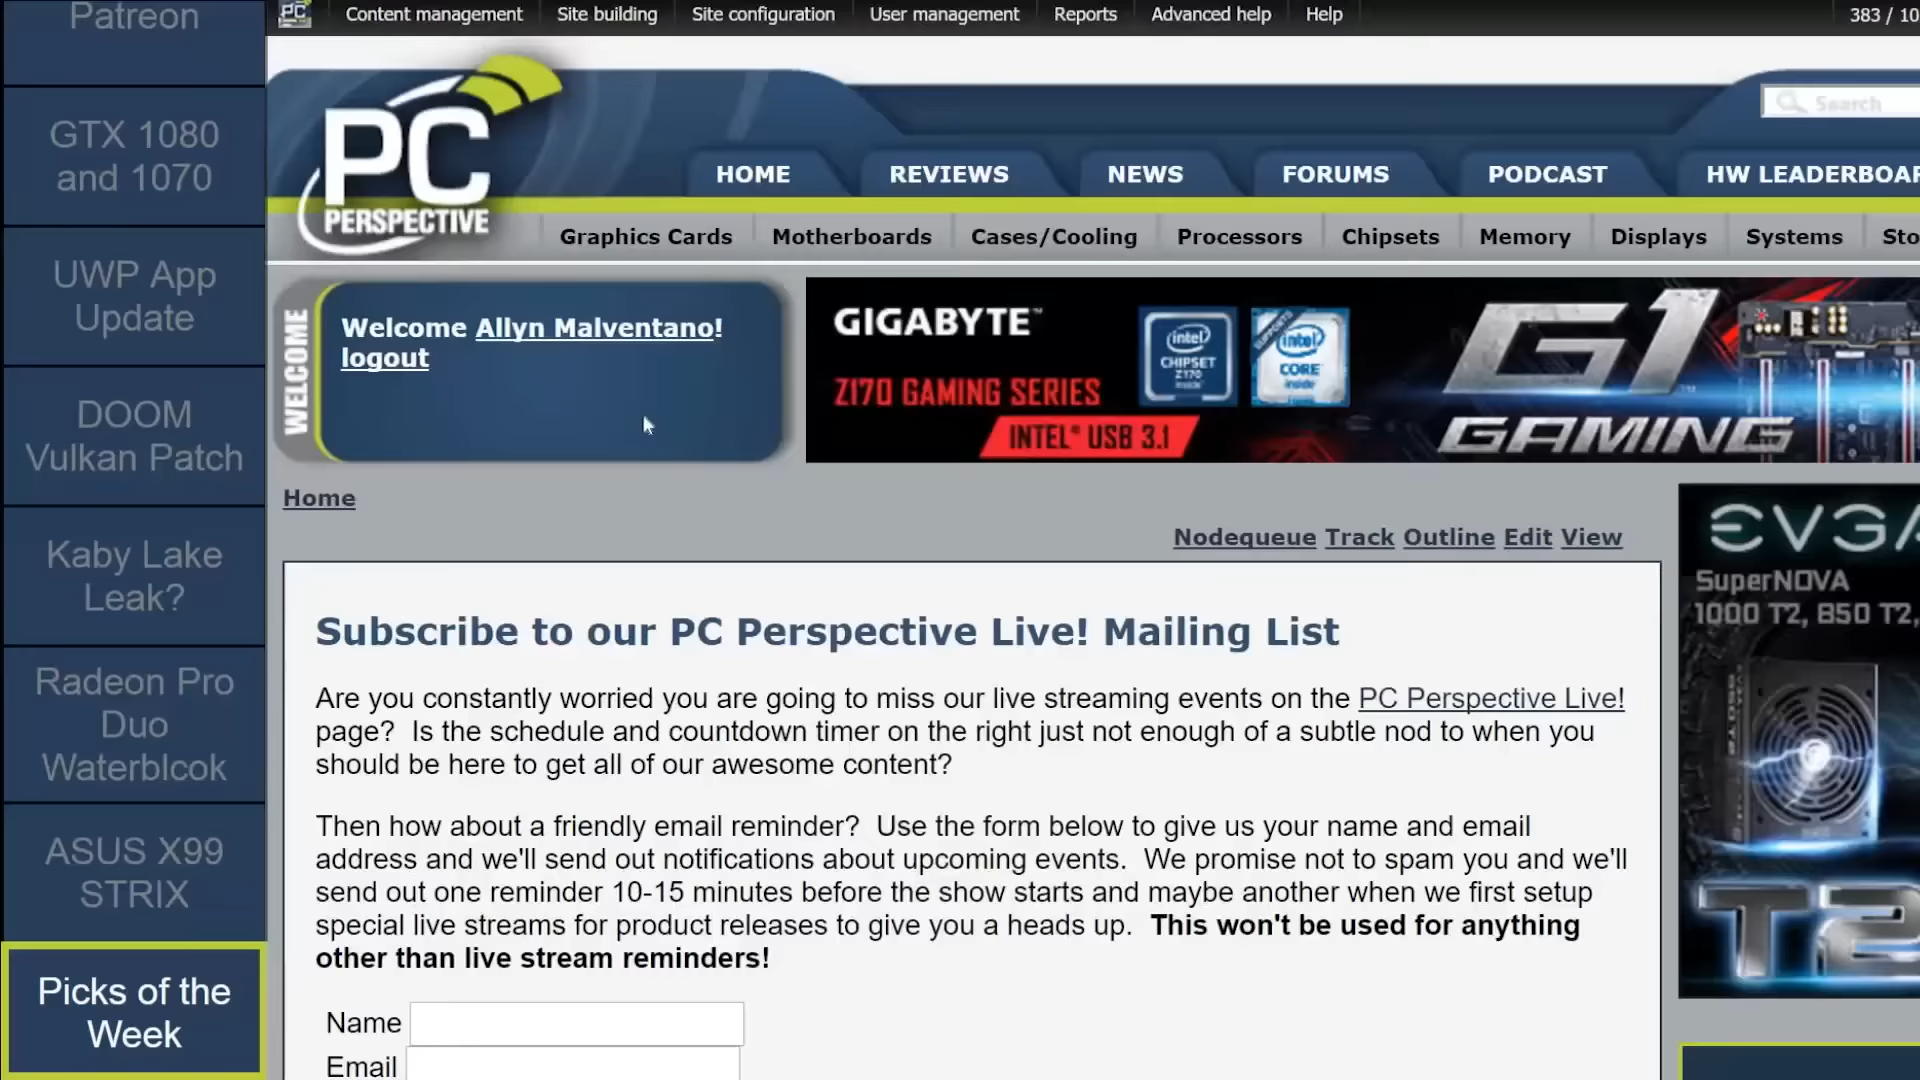 Patreon
GTX 1080
and 1070
UWP App
Update
DOOM
Vulkan Patch
Kaby Lake
Leak?
Radeon Pro
Duo
Waterblcok
ASUS X99
STRIX
Picks of the
Week
Content management Site building Site configuration User management Reports Advanced help Help 383 / 10
PC
PERSPECTIVE
Search
HOME REVIEWS NEWS FORUMS PODCAST HW LEADERBOAR
Graphics Cards Motherboards Cases/Cooling Processors Chipsets Memory Displays Systems Sto
WELCOME
Welcome Allyn Malventano!
logout
GIGABYTE™
Z170 GAMING SERIES
INTEL® USB 3.1
intel
CHIPSET
Z170
inside™
SUPPORTS
intel
CORE™
inside™
G1™
GAMING
Home
Nodequeue Track Outline Edit View
Subscribe to our PC Perspective Live! Mailing List
Are you constantly worried you are going to miss our live streaming events on the PC Perspective Live!
page?  Is the schedule and countdown timer on the right just not enough of a subtle nod to when you
should be here to get all of our awesome content?
Then how about a friendly email reminder?  Use the form below to give us your name and email
address and we'll send out notifications about upcoming events.  We promise not to spam you and we'll
send out one reminder 10-15 minutes before the show starts and maybe another when we first setup
special live streams for product releases to give you a heads up.  This won't be used for anything
other than live stream reminders!
Name
Email
EVGA
SuperNOVA
1000 T2, 850 T2,
T2